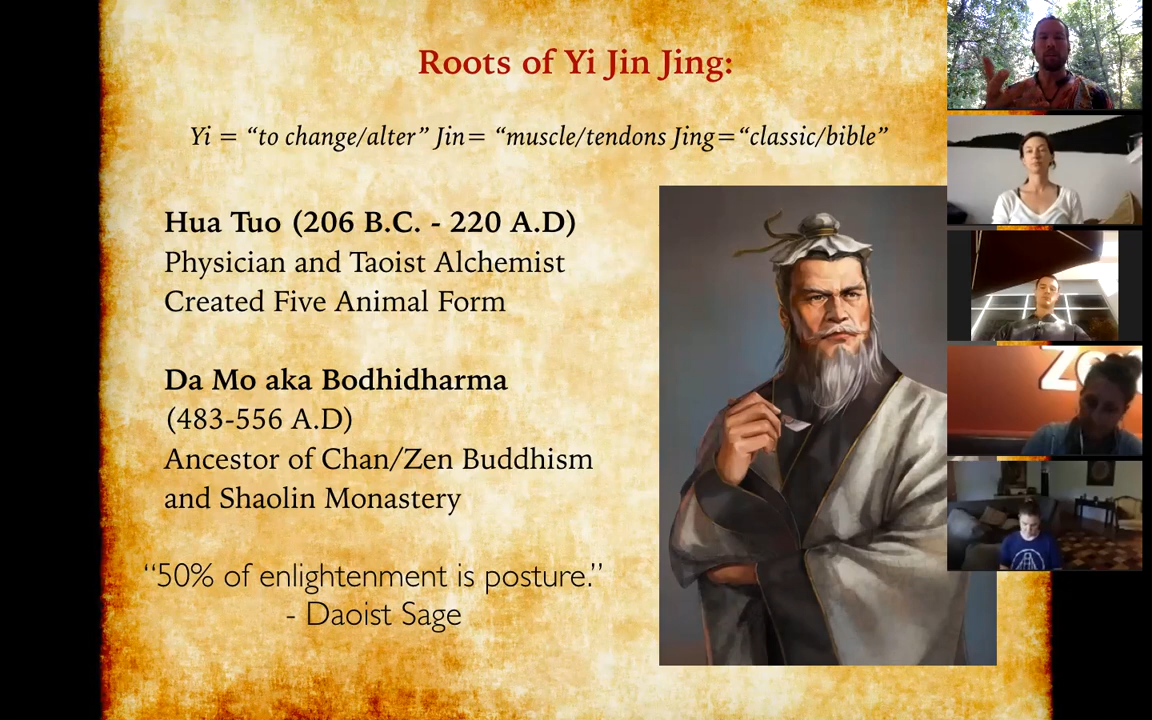 Roots of Yi Jin Jing:
Yi = “to change/alter” Jin= “muscle/tendons Jing=“classic/bible”
Hua Tuo (206 B.C. - 220 A.D)
Physician and Taoist Alchemist
Created Five Animal Form
Da Mo aka Bodhidharma
(483-556 A.D)
Ancestor of Chan/Zen Buddhism
and Shaolin Monastery
“50% of enlightenment is posture.”
- Daoist Sage